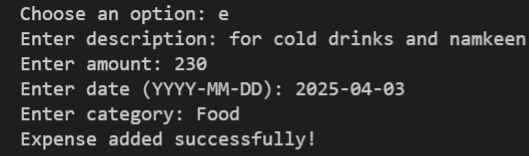 Choose an option: e
Enter description: for cold drinks and namkeen
Enter amount: 230
Enter date (YYYY-MM-DD): 2025-04-03
Enter category: Food
Expense added successfully!